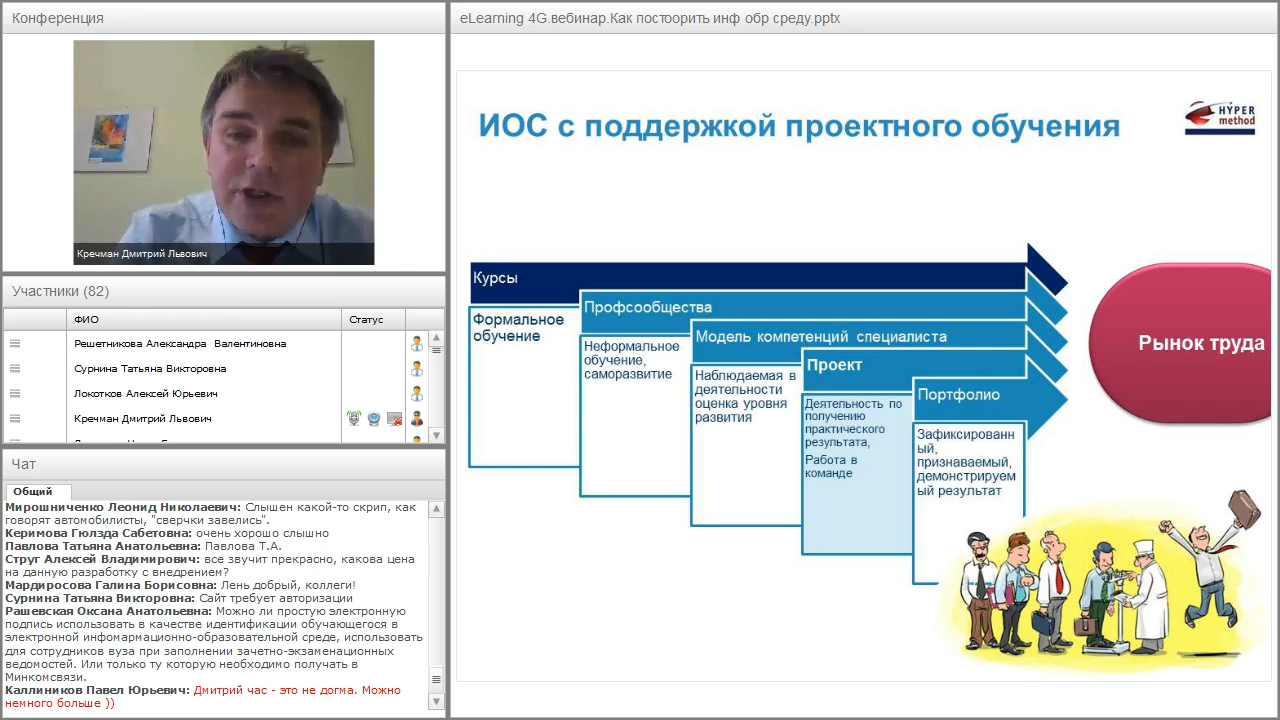 Конференция
Кречман Дмитрий Львович
Участники (82)
ФИО
Статус
Решетникова Александра Валентиновна
Сурнина Татьяна Викторовна
Локотков Алексей Юрьевич
Кречман Дмитрий Львович
Чат
Общий
Мирошниченко Леонид Николаевич: Слышен какой-то скрип, как
говорят автомобилисты, "сверчки завелись".
Керимова Гюлзда Сабетовна: очень хорошо слышно
Павлова Татьяна Анатольевна: Павлова Т.А.
Струг Алексей Владимирович: все звучит прекрасно, какова цена
на данную разработку с внедрением?
Мардиросова Галина Борисовна: Лень добрый, коллеги!
Сурнина Татьяна Викторовна: Сайт требует авторизации
Рашевская Оксана Анатольевна: Можно ли простую электронную
подпись использовать в качестве идентификации обучающегося в
электронной инфомармационно-образовательной среде, использовать
для сотрудников вуза при заполнении зачетно-экзаменационных
ведомостей. Или только ту которую необходимо получать в
Минкомсвязи.
Каллиников Павел Юрьевич: Дмитрий час - это не догма. Можно
немного больше ))
eLearning 4G.вебинар.Как постоорить инф обр среду.pptx
ИОС с поддержкой проектного обучения
HYPER
method
Курсы
Формальное
обучение
Профсообщества
Неформальное
обучение,
саморазвитие
Модель компетенций специалиста
Наблюдаемая в
деятельности
оценка уровня
развития
Проект
Деятельность по
получению
практического
результата,
Работа в
команде
Портфолио
Зафиксированн
ый,
признаваемый,
демонстрируем
ый результат
Рынок труда